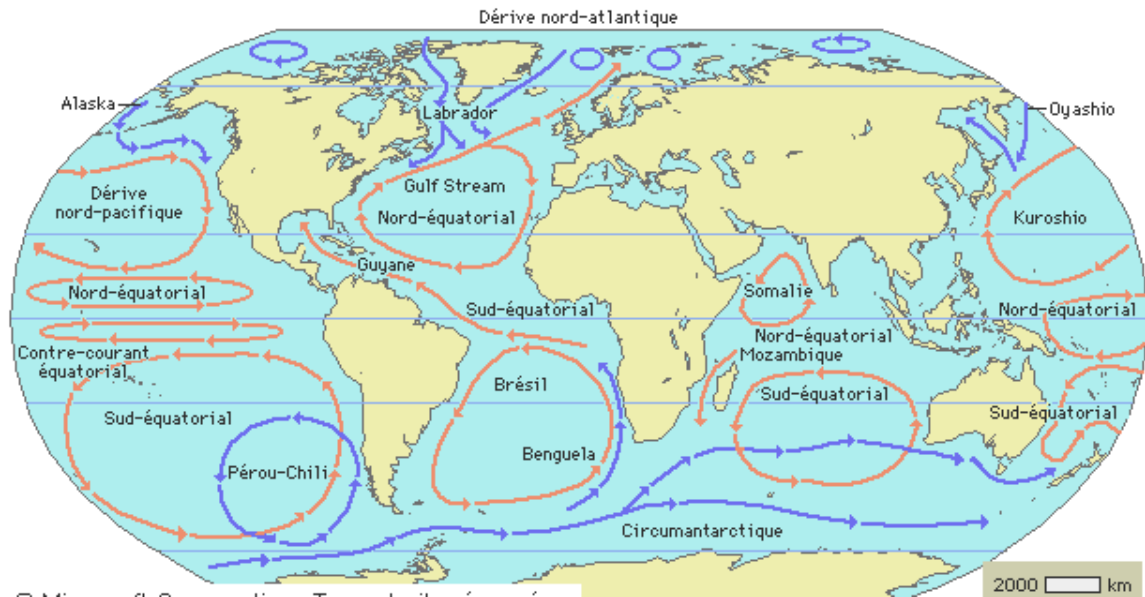 Dérive nord-atlantique
Alaska
Labrador
Oyashio
Dérive
nord-pacifique
Gulf Stream
Nord-équatorial
Kuroshio
Guyane
Nord-équatorial
Somalie
Sud-équatorial
Nord-équatorial
Nord-équatorial
Contre-courant
équatorial
Mozambique
Brésil
Sud-équatorial
Sud-équatorial
Sud-équatorial
Benguela
Pérou-Chili
Circumantarctique
2000 km